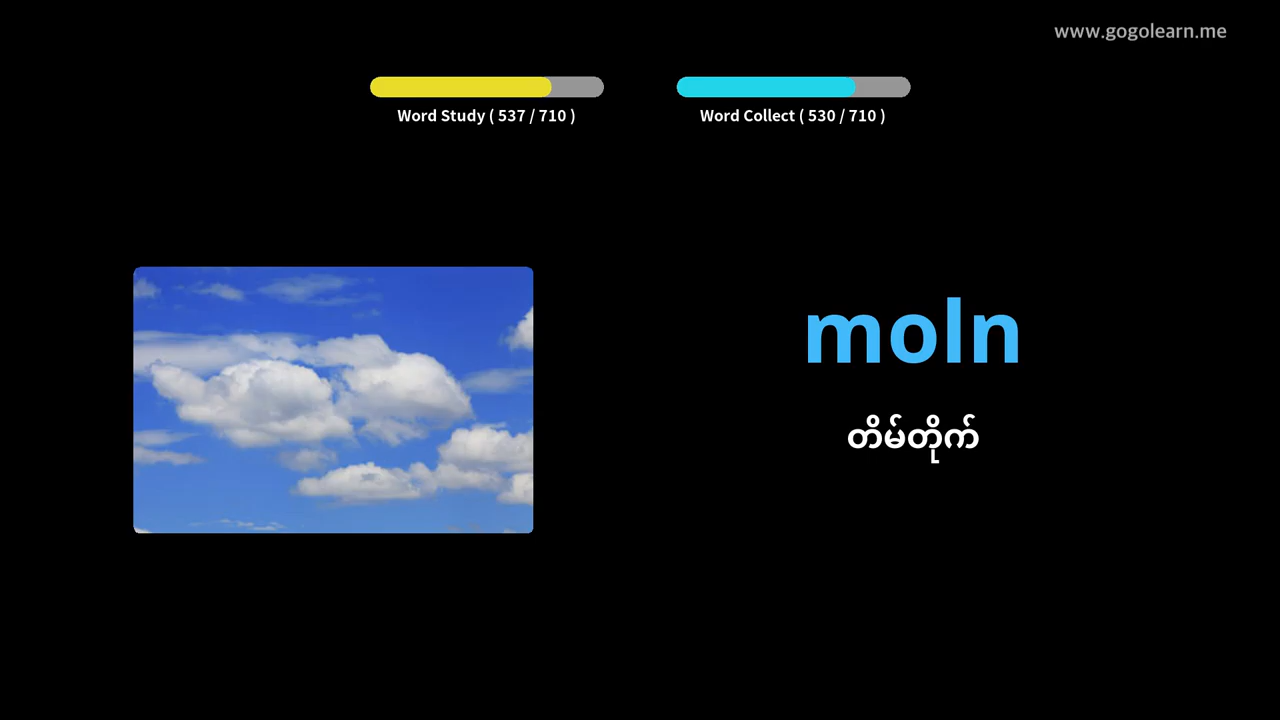 www.gogolearn.me
Word Study ( 537 / 710 )
Word Collect ( 530 / 710 )
moln
တိမ်တိုက်